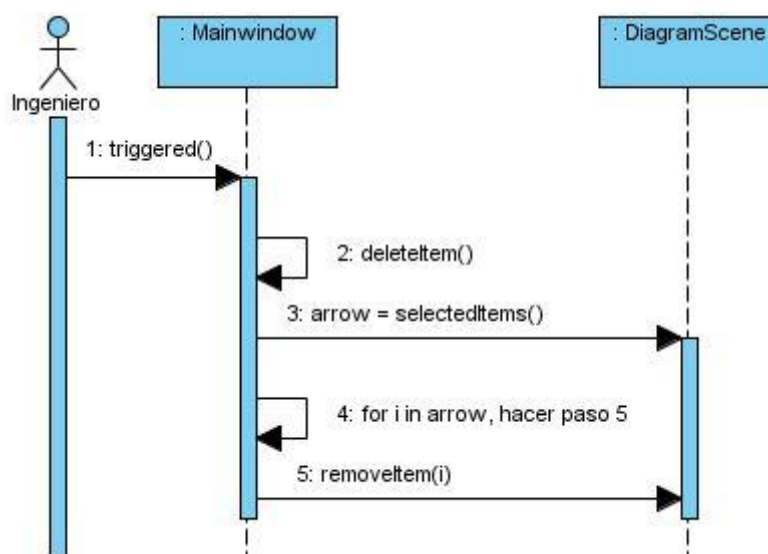 : Mainwindow
: DiagramScene
Ingeniero
1: triggered()
2: deleteItem()
3: arrow = selectedItems()
4: for i in arrow, hacer paso 5
5: removeItem(i)